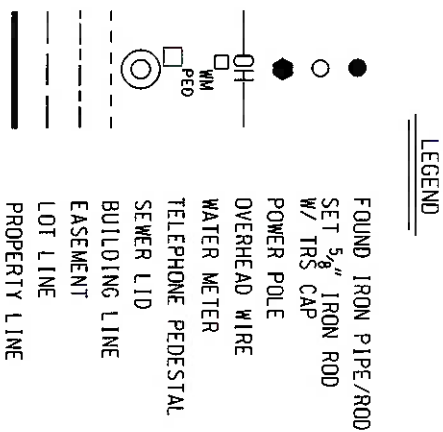 LEGEND
FOUND IRON PIPE/ROD
SET 5/8" IRON ROD
W/ TRS CAP
POWER POLE
OH OVERHEAD WIRE
WM WATER METER
PED TELEPHONE PEDESTAL
SEWER LID
BUILDING LINE
EASEMENT
LOT LINE
PROPERTY LINE